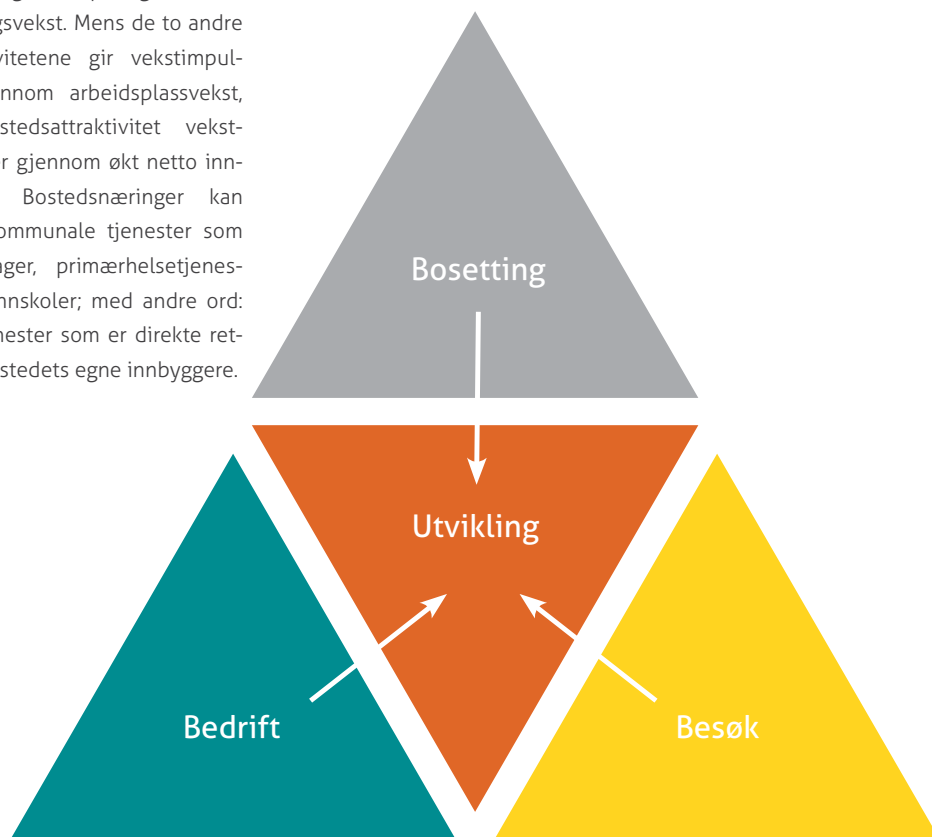 gsvekst. Mens de to andre
vitetene gir vekstimpul-
nnom arbeidsplassvekst,
stedsattraktivitet vekst-
r gjennom økt netto inn-
Bostedsnæringer kan
ommunale tjenester som
ager, primærhelsetjenes-
nnskoler; med andre ord:
nester som er direkte ret-
stedets egne innbyggere.
Bosetting
Utvikling
Bedrift
Besøk